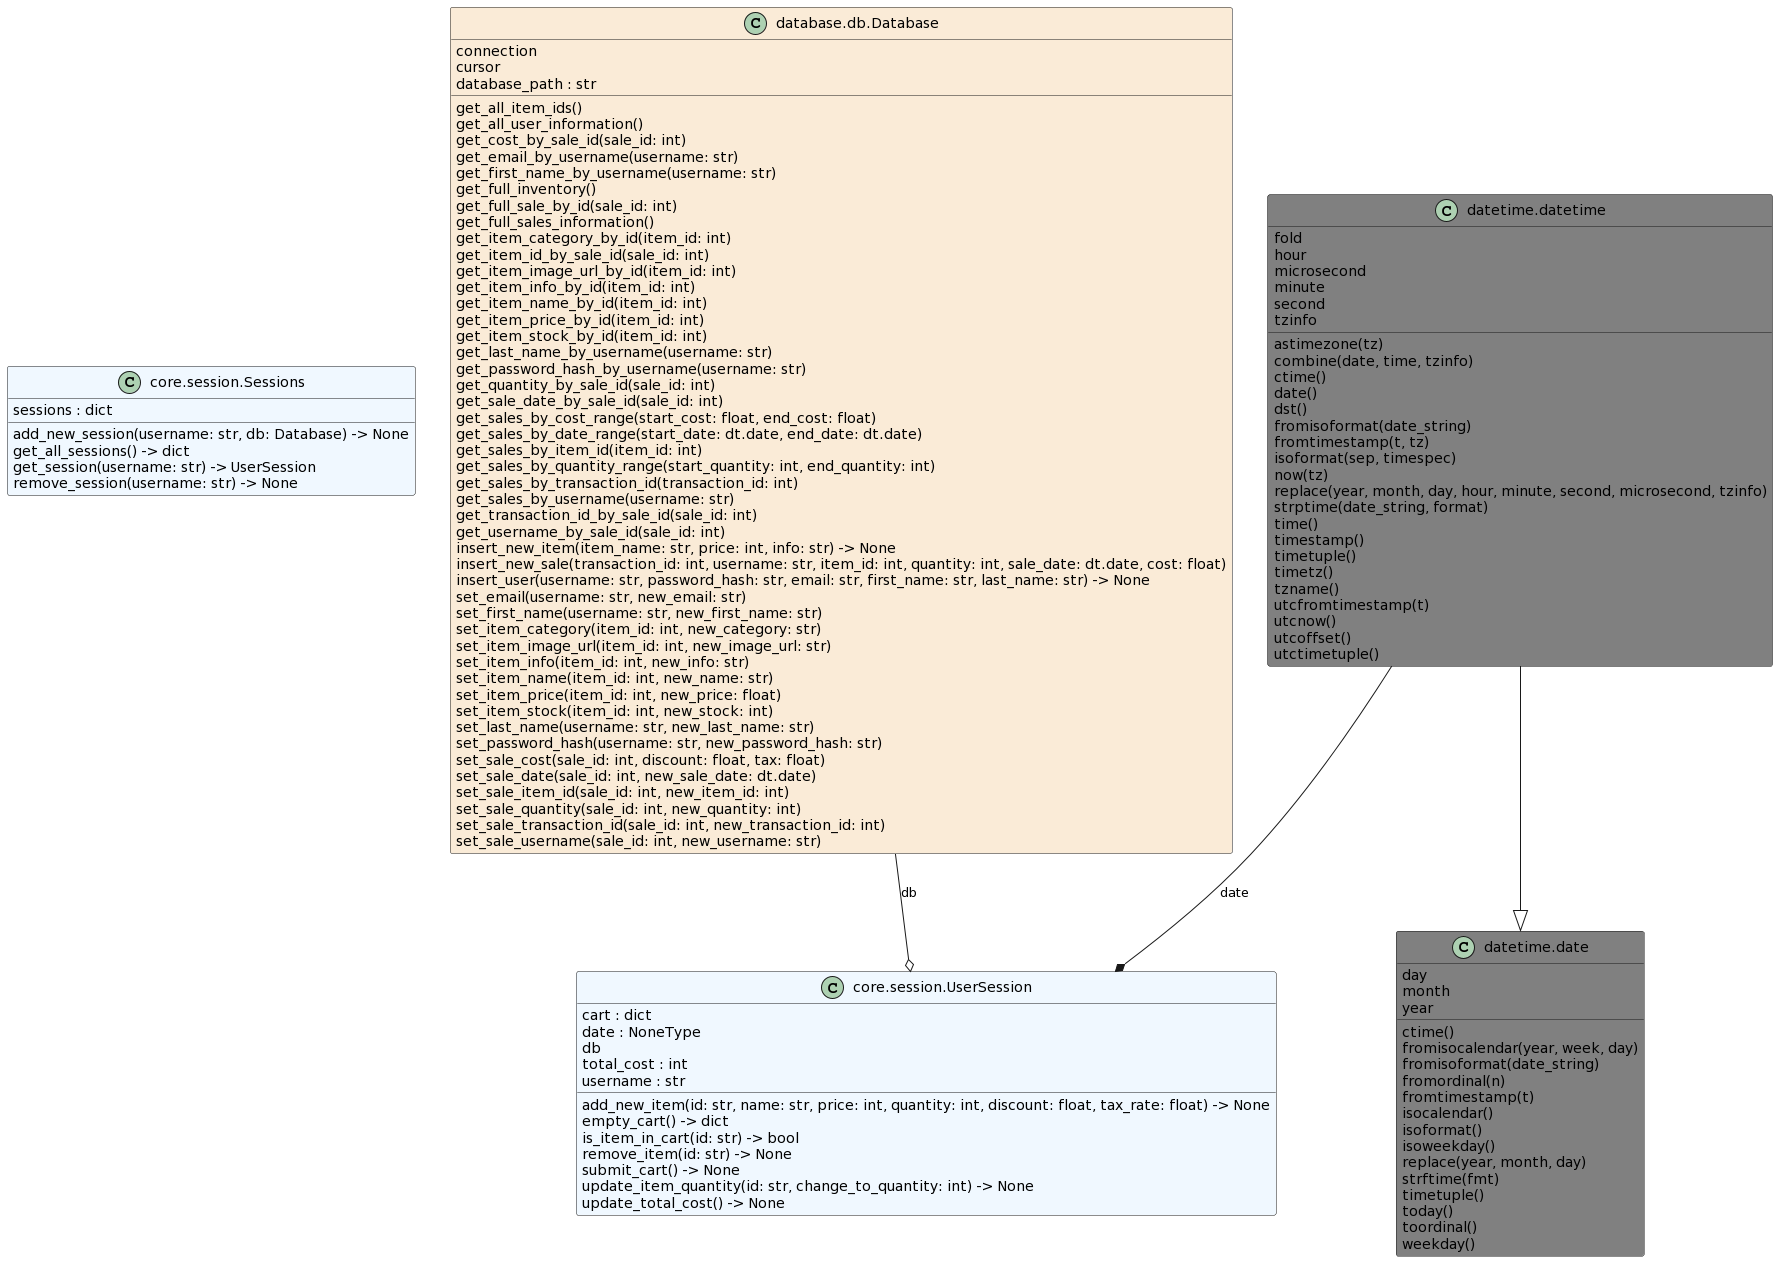 C database.db.Database
connection
cursor
database_path : str
get_all_item_ids()
get_all_user_information()
get_cost_by_sale_id(sale_id: int)
get_email_by_username(username: str)
get_first_name_by_username(username: str)
get_full_inventory()
get_full_sale_by_id(sale_id: int)
get_full_sales_information()
get_item_category_by_id(item_id: int)
get_item_id_by_sale_id(sale_id: int)
get_item_image_url_by_id(item_id: int)
get_item_info_by_id(item_id: int)
get_item_name_by_id(item_id: int)
get_item_price_by_id(item_id: int)
get_item_stock_by_id(item_id: int)
get_last_name_by_username(username: str)
get_password_hash_by_username(username: str)
get_quantity_by_sale_id(sale_id: int)
get_sale_date_by_sale_id(sale_id: int)
get_sales_by_cost_range(start_cost: float, end_cost: float)
get_sales_by_date_range(start_date: dt.date, end_date: dt.date)
get_sales_by_item_id(item_id: int)
get_sales_by_quantity_range(start_quantity: int, end_quantity: int)
get_sales_by_transaction_id(transaction_id: int)
get_sales_by_username(username: str)
get_transaction_id_by_sale_id(sale_id: int)
get_username_by_sale_id(sale_id: int)
insert_new_item(item_name: str, price: int, info: str) -> None
insert_new_sale(transaction_id: int, username: str, item_id: int, quantity: int, sale_date: dt.date, cost: float)
insert_user(username: str, password_hash: str, email: str, first_name: str, last_name: str) -> None
set_email(username: str, new_email: str)
set_first_name(username: str, new_first_name: str)
set_item_category(item_id: int, new_category: str)
set_item_image_url(item_id: int, new_image_url: str)
set_item_info(item_id: int, new_info: str)
set_item_name(item_id: int, new_name: str)
set_item_price(item_id: int, new_price: float)
set_item_stock(item_id: int, new_stock: int)
set_last_name(username: str, new_last_name: str)
set_password_hash(username: str, new_password_hash: str)
set_sale_cost(sale_id: int, discount: float, tax: float)
set_sale_date(sale_id: int, new_sale_date: dt.date)
set_sale_item_id(sale_id: int, new_item_id: int)
set_sale_quantity(sale_id: int, new_quantity: int)
set_sale_transaction_id(sale_id: int, new_transaction_id: int)
set_sale_username(sale_id: int, new_username: str)
C datetime.datetime
fold
hour
microsecond
minute
second
tzinfo
astimezone(tz)
combine(date, time, tzinfo)
ctime()
date()
dst()
fromisoformat(date_string)
fromtimestamp(t, tz)
isoformat(sep, timespec)
now(tz)
replace(year, month, day, hour, minute, second, microsecond, tzinfo)
strptime(date_string, format)
time()
timestamp()
timetuple()
timetz()
tzname()
utcfromtimestamp(t)
utcnow()
utcoffset()
utctimetuple()
C core.session.Sessions
sessions : dict
add_new_session(username: str, db: Database) -> None
get_all_sessions() -> dict
get_session(username: str) -> UserSession
remove_session(username: str) -> None
db
date
C core.session.UserSession
cart : dict
date : NoneType
db
total_cost : int
username : str
add_new_item(id: str, name: str, price: int, quantity: int, discount: float, tax_rate: float) -> None
empty_cart() -> dict
is_item_in_cart(id: str) -> bool
remove_item(id: str) -> None
submit_cart() -> None
update_item_quantity(id: str, change_to_quantity: int) -> None
update_total_cost() -> None
C datetime.date
day
month
year
ctime()
fromisocalendar(year, week, day)
fromisoformat(date_string)
fromordinal(n)
fromtimestamp(t)
isocalendar()
isoformat()
isoweekday()
replace(year, month, day)
strftime(fmt)
timetuple()
today()
toordinal()
weekday()